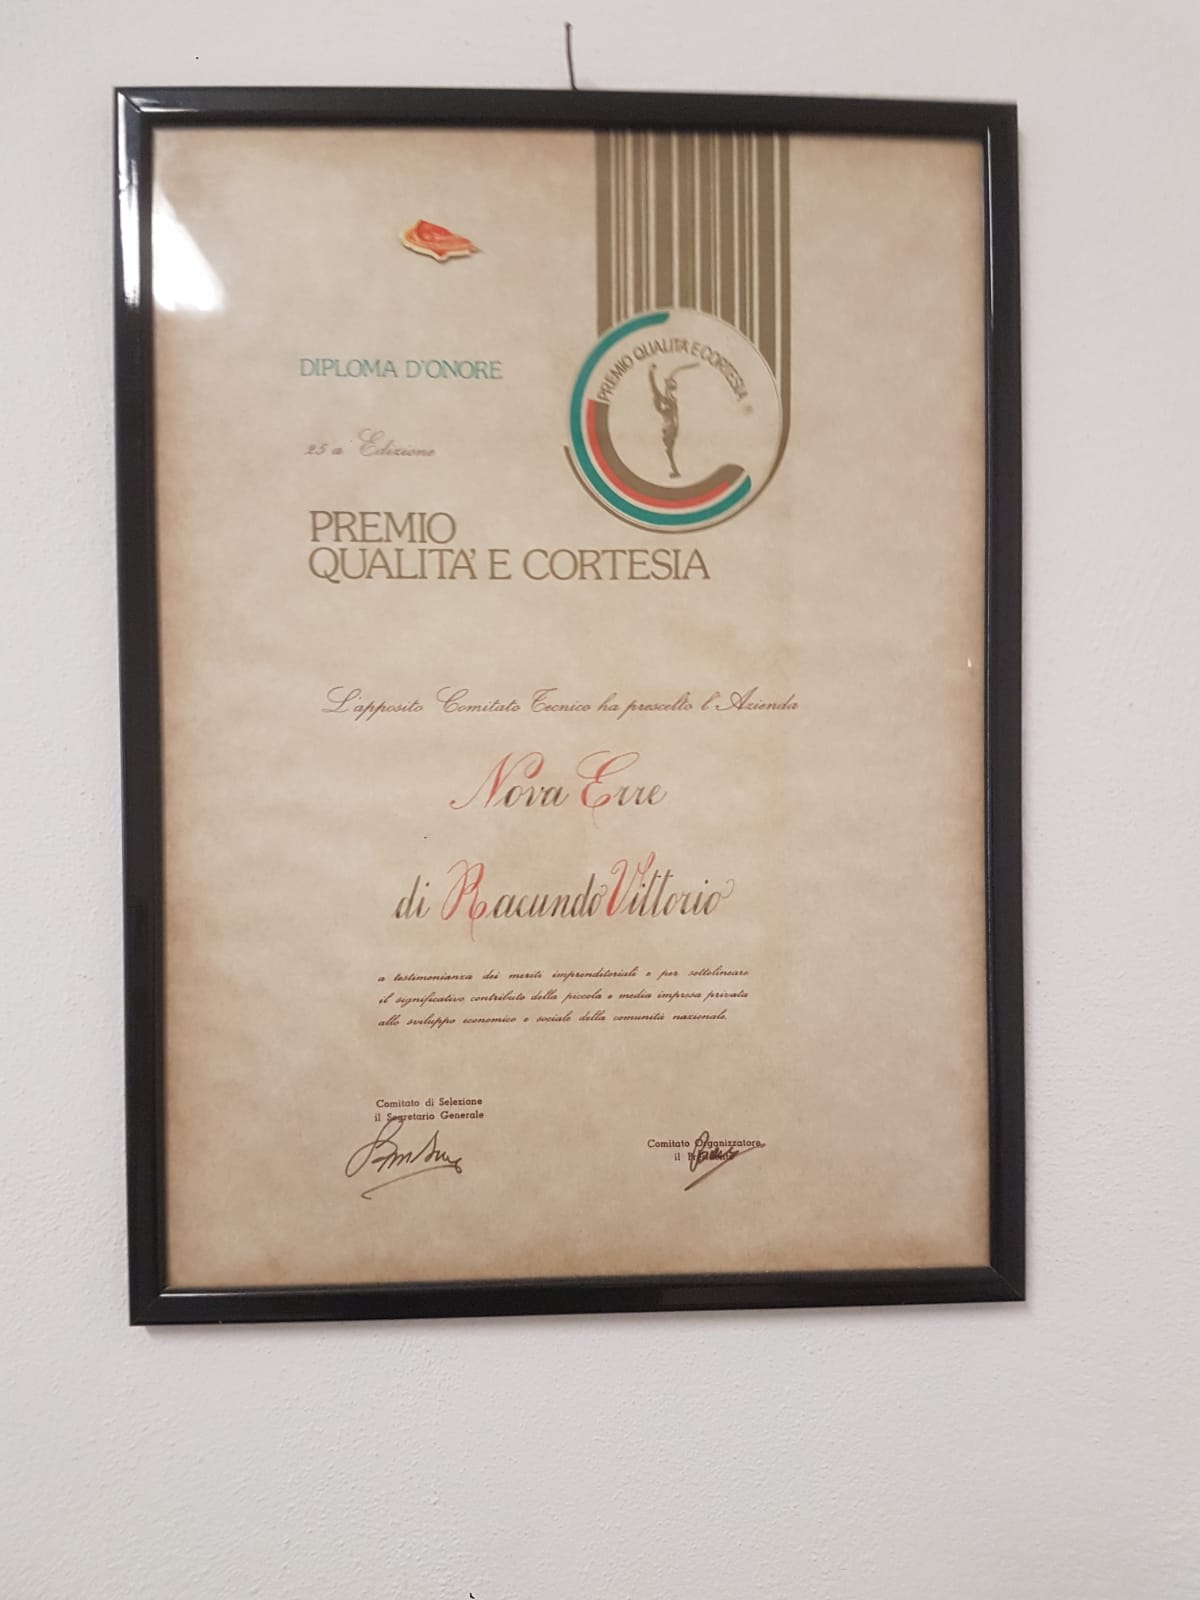 PREMIO QUALITA' E CORTESIA ®
DIPLOMA D'ONORE
25 a Edizione
PREMIO
QUALITA' E CORTESIA
L'apposito Comitato Tecnico ha prescelto l'Azienda
Nova Erre
di Racundo Vittorio
a testimonianza dei meriti imprenditoriali e per sottolineare
il significativo contributo della piccola e media impresa privata
allo sviluppo economico e sociale della comunità nazionale.
Comitato di Selezione
il Segretario Generale
Comitato Organizzatore
il Presidente